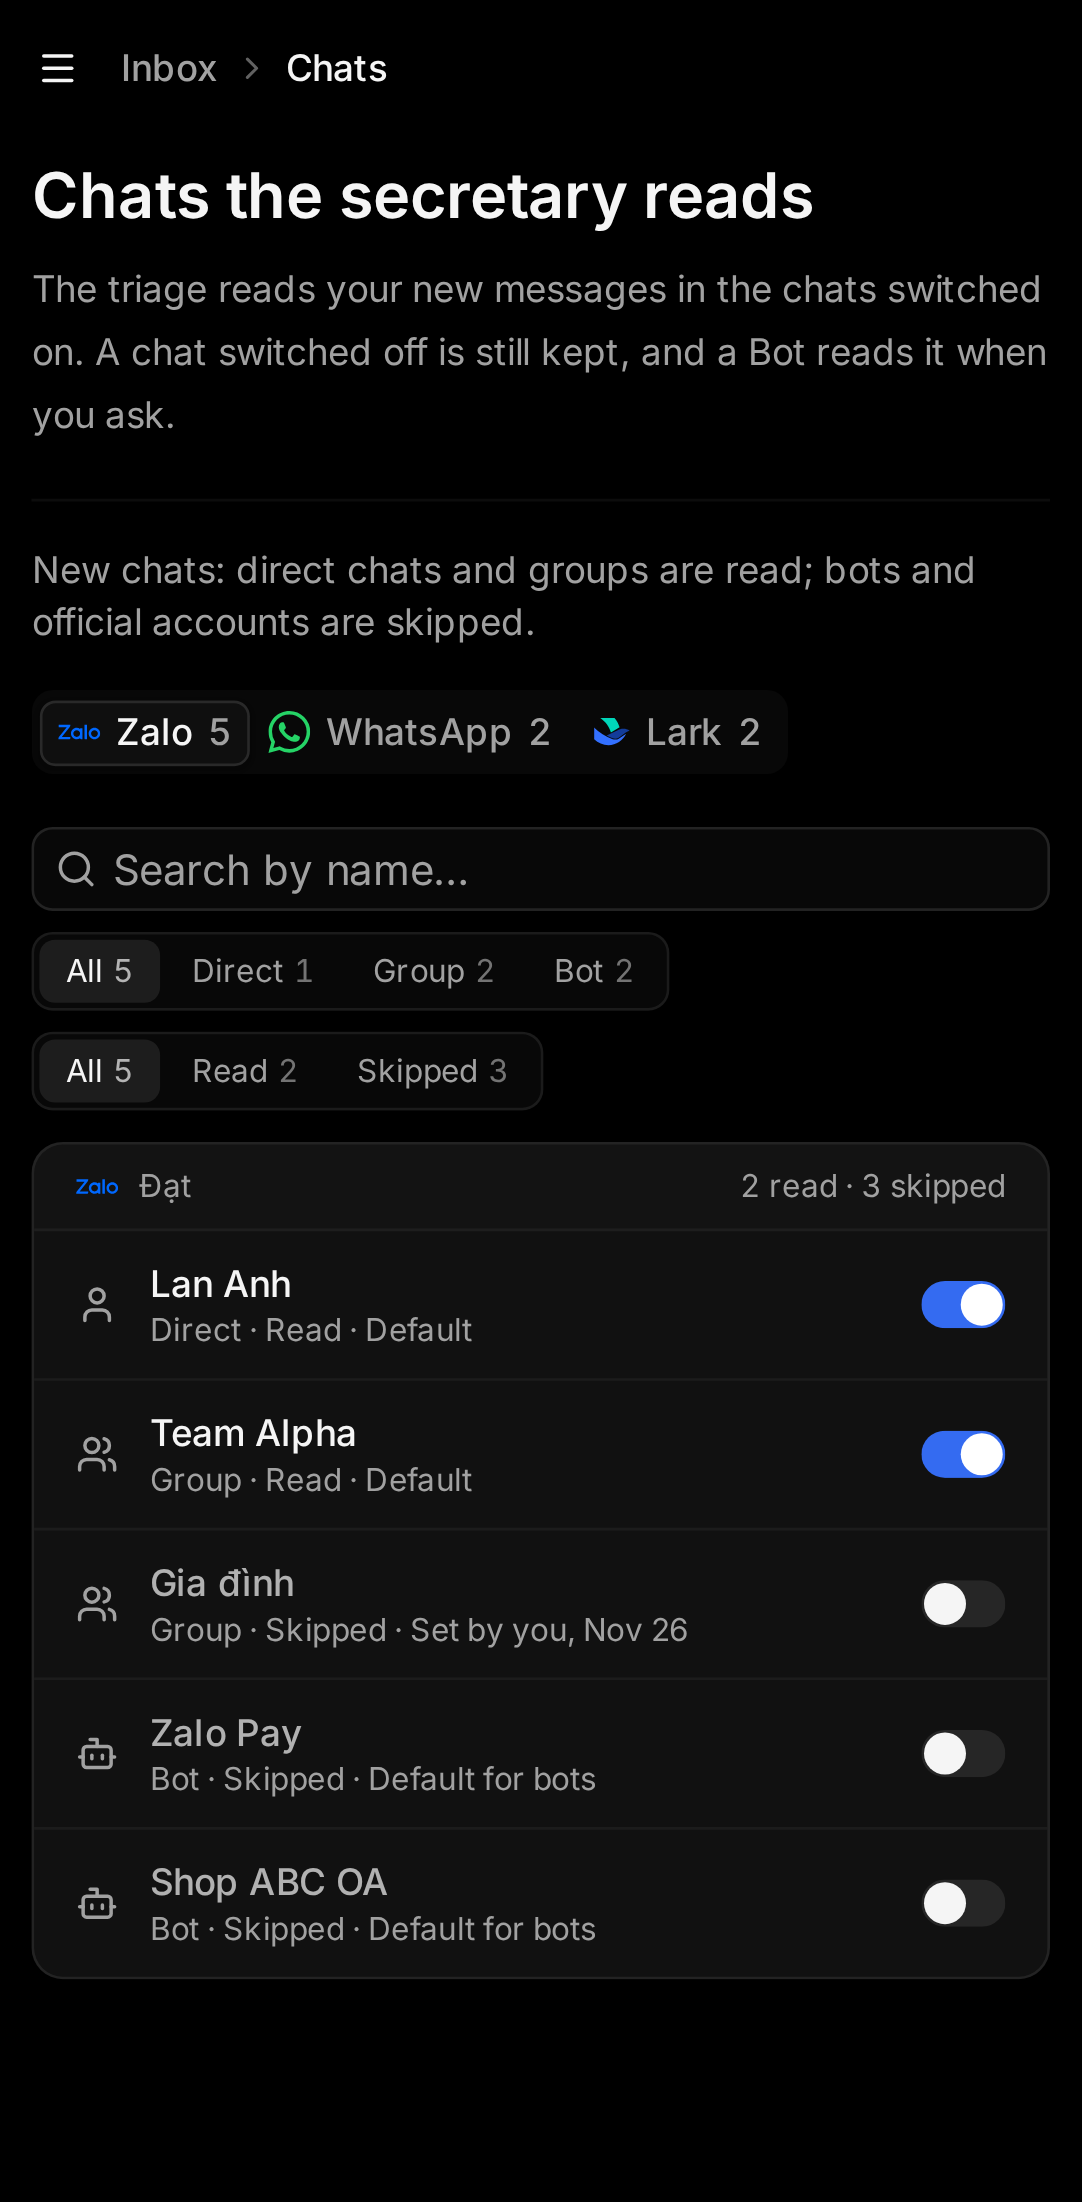 Inbox > Chats
Chats the secretary reads
The triage reads your new messages in the chats switched
on. A chat switched off is still kept, and a Bot reads it when
you ask.
New chats: direct chats and groups are read; bots and
official accounts are skipped.
Zalo Zalo 5 WhatsApp 2 Lark 2
Search by name...
All 5 Direct 1 Group 2 Bot 2
All 5 Read 2 Skipped 3
Zalo Đạt 2 read · 3 skipped
Lan Anh
Direct · Read · Default
Team Alpha
Group · Read · Default
Gia đình
Group · Skipped · Set by you, Nov 26
Zalo Pay
Bot · Skipped · Default for bots
Shop ABC OA
Bot · Skipped · Default for bots